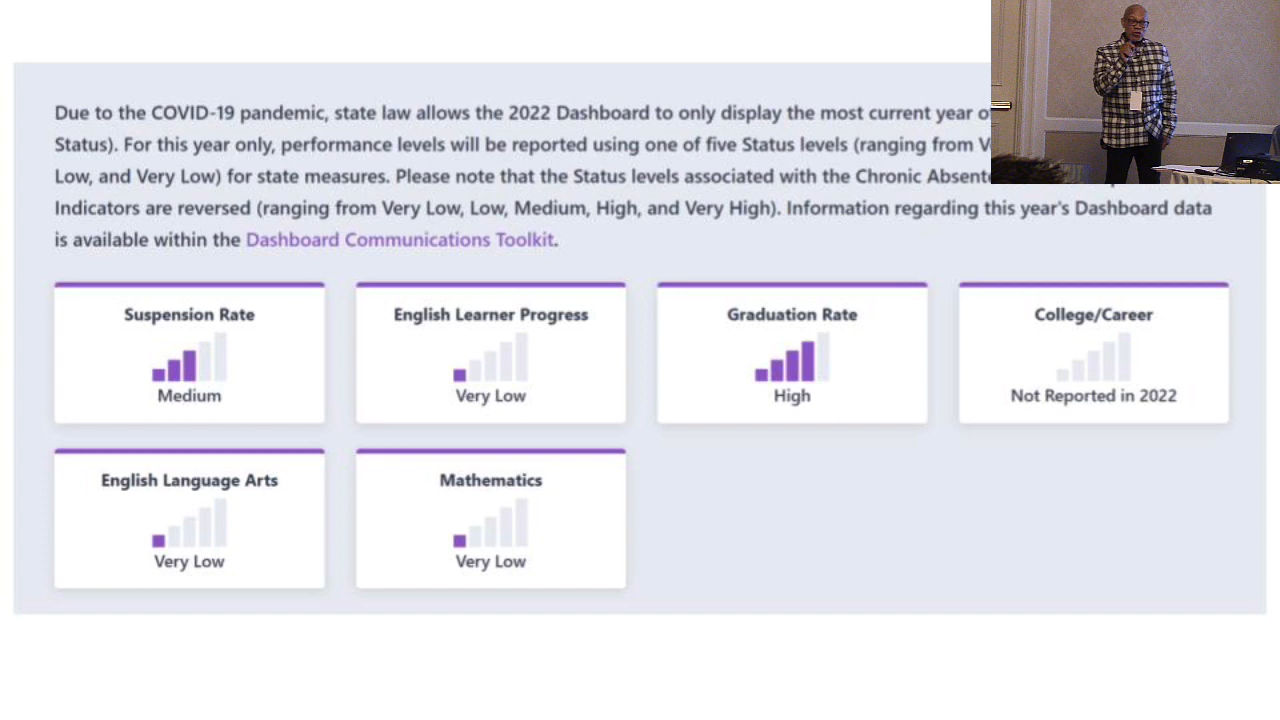 Due to the COVID-19 pandemic, state law allows the 2022 Dashboard to only display the most current year
Status). For this year only, performance levels will be reported using one of five Status levels (ranging from
Low, and Very Low) for state measures. Please note that the Status levels associated with the Chronic
Indicators are reversed (ranging from Very Low, Low, Medium, High, and Very High). Information regarding this year's Dashboard data
is available within the Dashboard Communications Toolkit.
Suspension Rate
Medium
English Learner Progress
Very Low
Graduation Rate
High
College/Career
Not Reported in 2022
English Language Arts
Very Low
Mathematics
Very Low